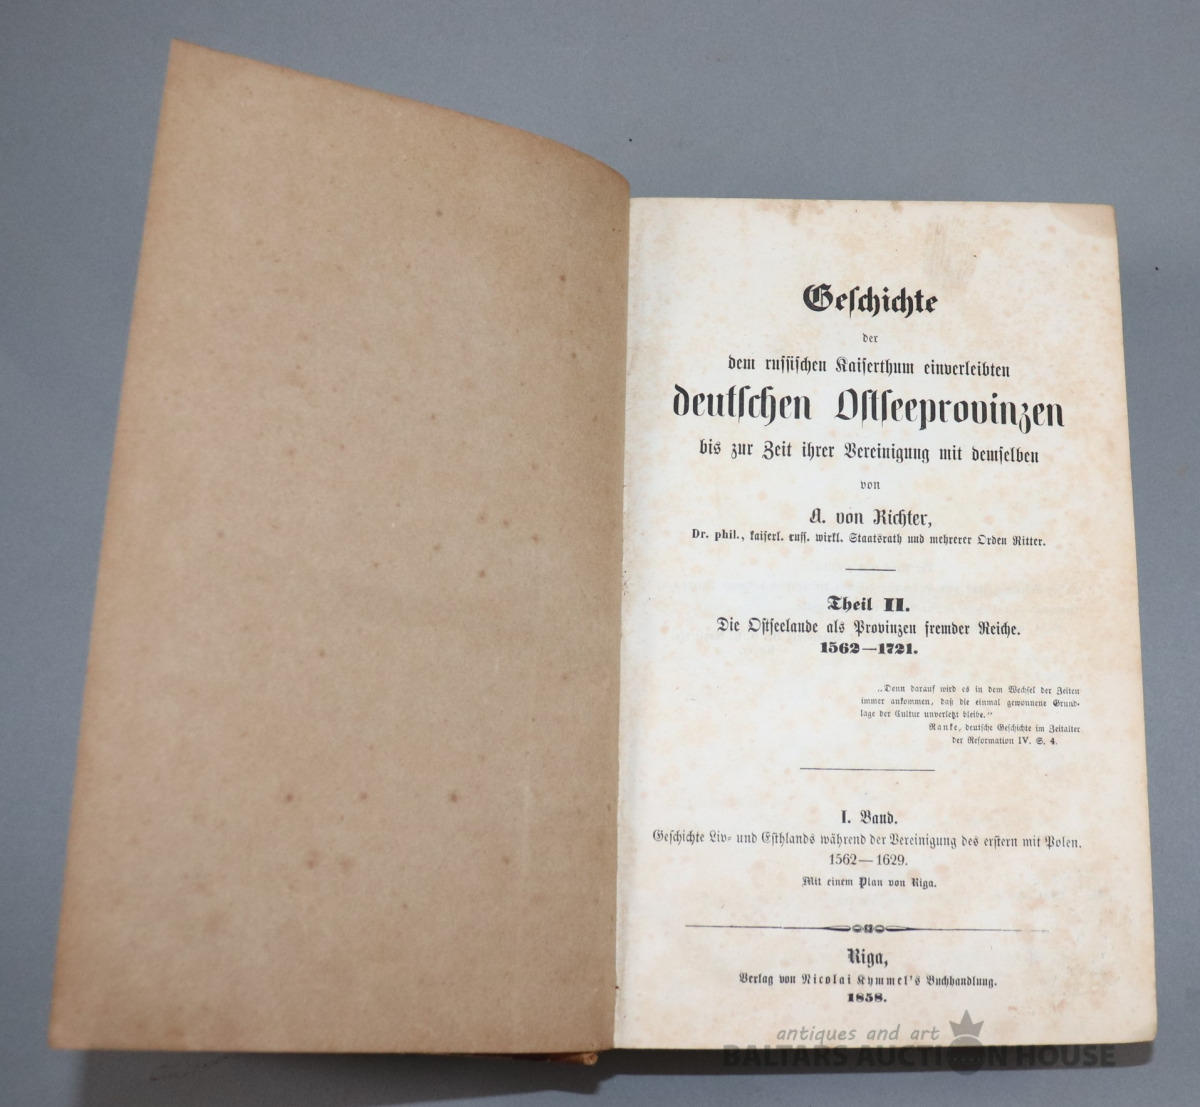 Geschichte
der
dem russischen Kaiserthum einverleibten
deutschen Ostseeprovinzen
bis zur Zeit ihrer Vereinigung mit demselben
von
A. von Richter,
Dr. phil., kaiserl. russ. wirkl. Staatsrath und mehrerer Orden Ritter.
Theil II.
Die Ostseelande als Provinzen fremder Reiche.
1562—1721.
„Denn darauf wird es in dem Wechsel der Zeiten
immer ankommen, daß die einmal gewonnene Grund-
lage der Cultur unverletzt bleibe."
Ranke, deutsche Geschichte im Zeitalter
der Reformation IV. S. 4.
I. Band.
Geschichte Liv- und Esthlands während der Vereinigung des erstern mit Polen.
1562—1629.
Mit einem Plan von Riga.
Riga,
Verlag von Nicolai Kymmel's Buchhandlung.
1858.
antiques and art
BALTARS AUCTION HOUSE